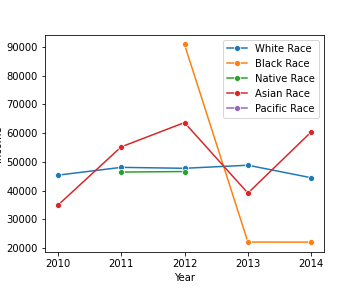 90000
80000
70000
60000
50000
40000
30000
20000
2010 2011 2012 2013 2014
Year
White Race
Black Race
Native Race
Asian Race
Pacific Race